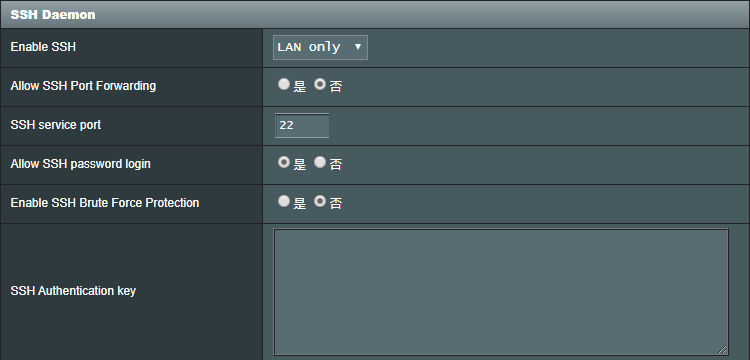 SSH Daemon
Enable SSH LAN only
Allow SSH Port Forwarding 是 否
SSH service port 22
Allow SSH password login 是 否
Enable SSH Brute Force Protection 是 否
SSH Authentication key